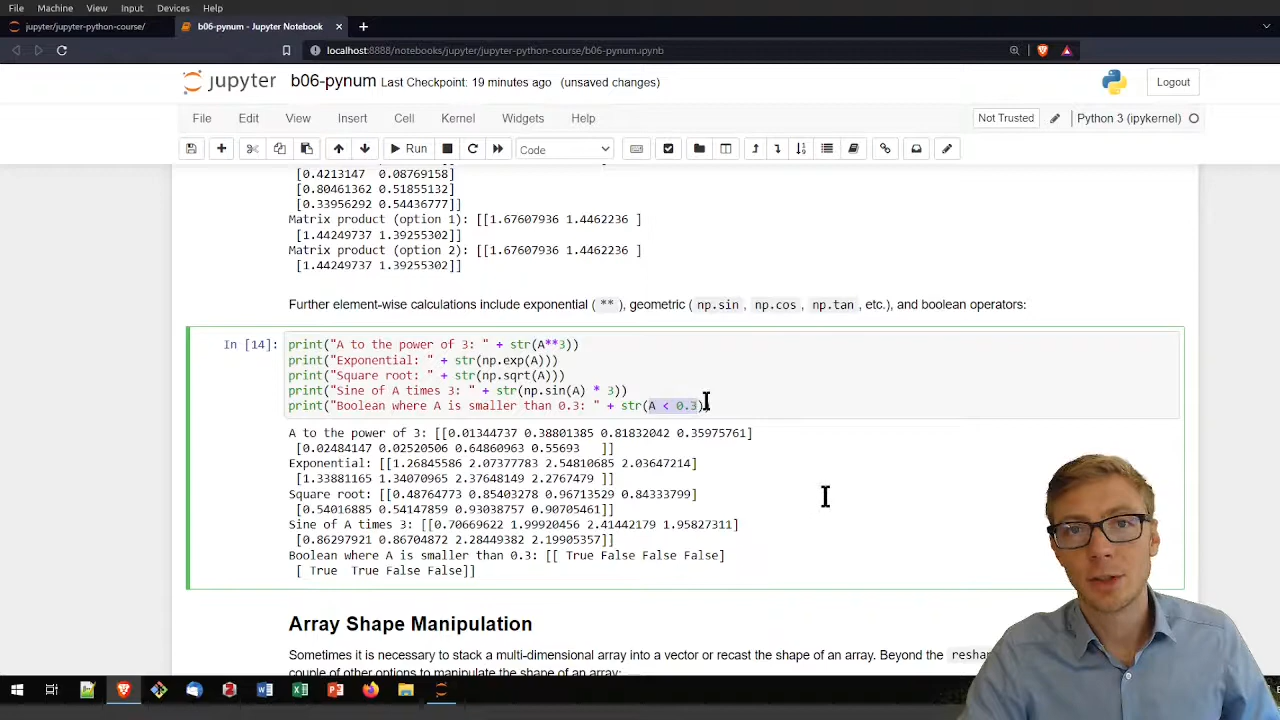 File Machine View Input Devices Help
jupyter/jupyter-python-course/ b06-pynum - Jupyter Notebook
localhost:8888/notebooks/jupyter/jupyter-python-course/b06-pynum.ipynb
jupyter b06-pynum Last Checkpoint: 19 minutes ago (unsaved changes) Logout
File Edit View Insert Cell Kernel Widgets Help Not Trusted Python 3 (ipykernel)
Run Code
[0.4213147 0.08769158]
[0.80461362 0.51855132]
[0.33956292 0.54436777]]
Matrix product (option 1): [[1.67607936 1.4462236 ]
[1.44249737 1.39255302]]
Matrix product (option 2): [[1.67607936 1.4462236 ]
[1.44249737 1.39255302]]
Further element-wise calculations include exponential ( ** ), geometric ( np.sin , np.cos , np.tan , etc.), and boolean operators:
In [14]: print("A to the power of 3: " + str(A**3))
print("Exponential: " + str(np.exp(A)))
print("Square root: " + str(np.sqrt(A)))
print("Sine of A times 3: " + str(np.sin(A) * 3))
print("Boolean where A is smaller than 0.3: " + str(A < 0.3))
A to the power of 3: [[0.01344737 0.38801385 0.81832042 0.35975761]
[0.02484147 0.02520506 0.64860963 0.55693 ]]
Exponential: [[1.26845586 2.07377783 2.54810685 2.03647214]
[1.33881165 1.34070965 2.37648149 2.2767479 ]]
Square root: [[0.48764773 0.85403278 0.96713529 0.84333799]
[0.54016885 0.54147859 0.93038757 0.90705461]]
Sine of A times 3: [[0.70669622 1.99920456 2.41442179 1.95827311]
[0.86297921 0.86704872 2.28449382 2.19905357]]
Boolean where A is smaller than 0.3: [[ True False False False]
[ True True False False]]
Array Shape Manipulation
Sometimes it is necessary to stack a multi-dimensional array into a vector or recast the shape of an array. Beyond the
couple of other options to manipulate the shape of an array: